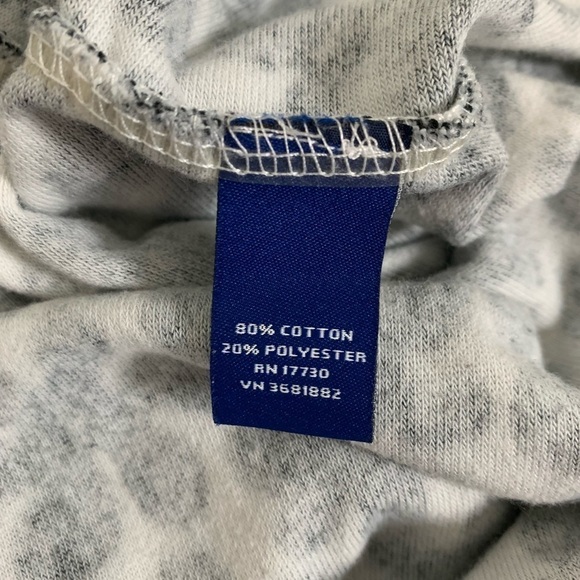 80% COTTON
20% POLYESTER
RN 17730
VN 3681882